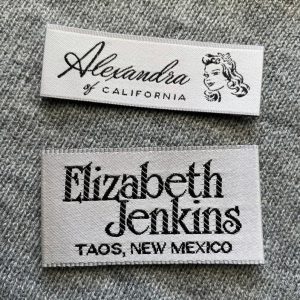 Alexandra
of CALIFORNIA
Elizabeth
Jenkins
TAOS, NEW MEXICO